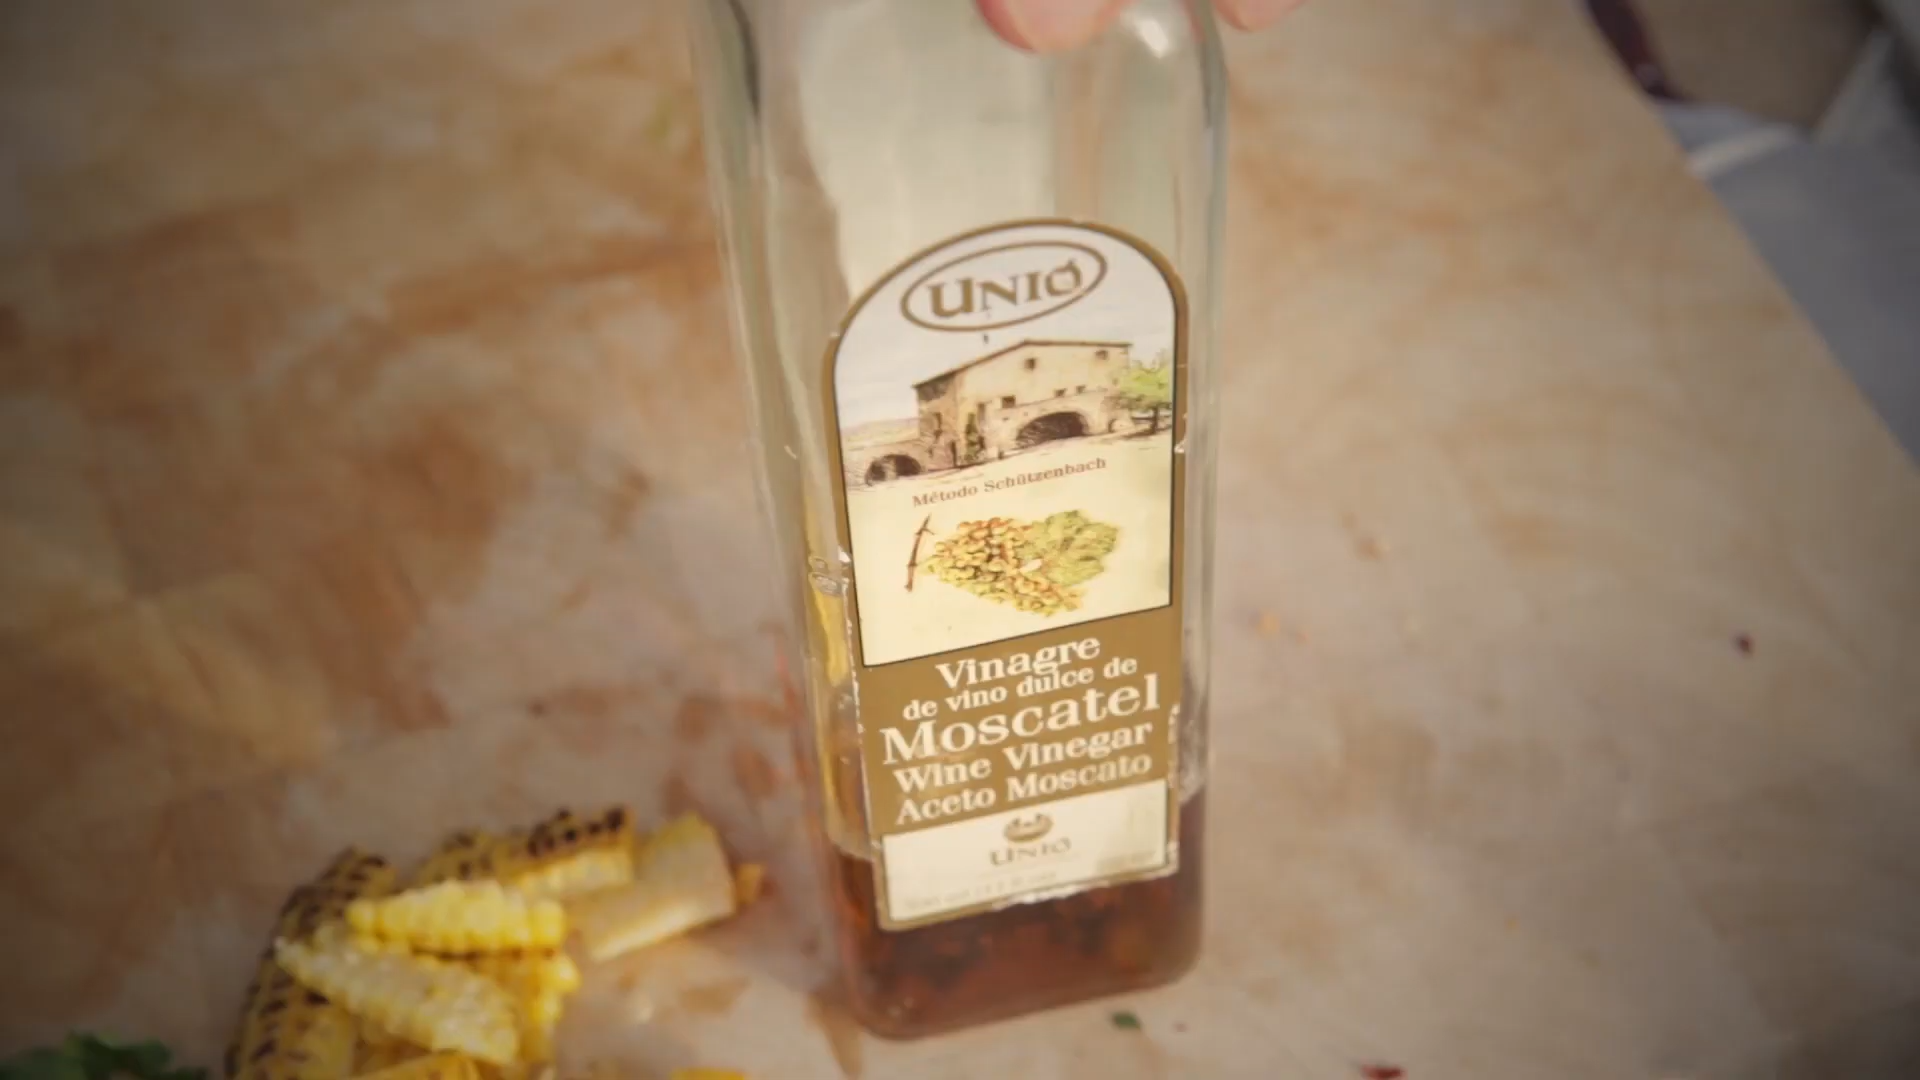 UNIÓ
Método Schützenbach
Vinagre
de vino dulce de
Moscatel
Wine Vinegar
Aceto Moscato
UNIÓ